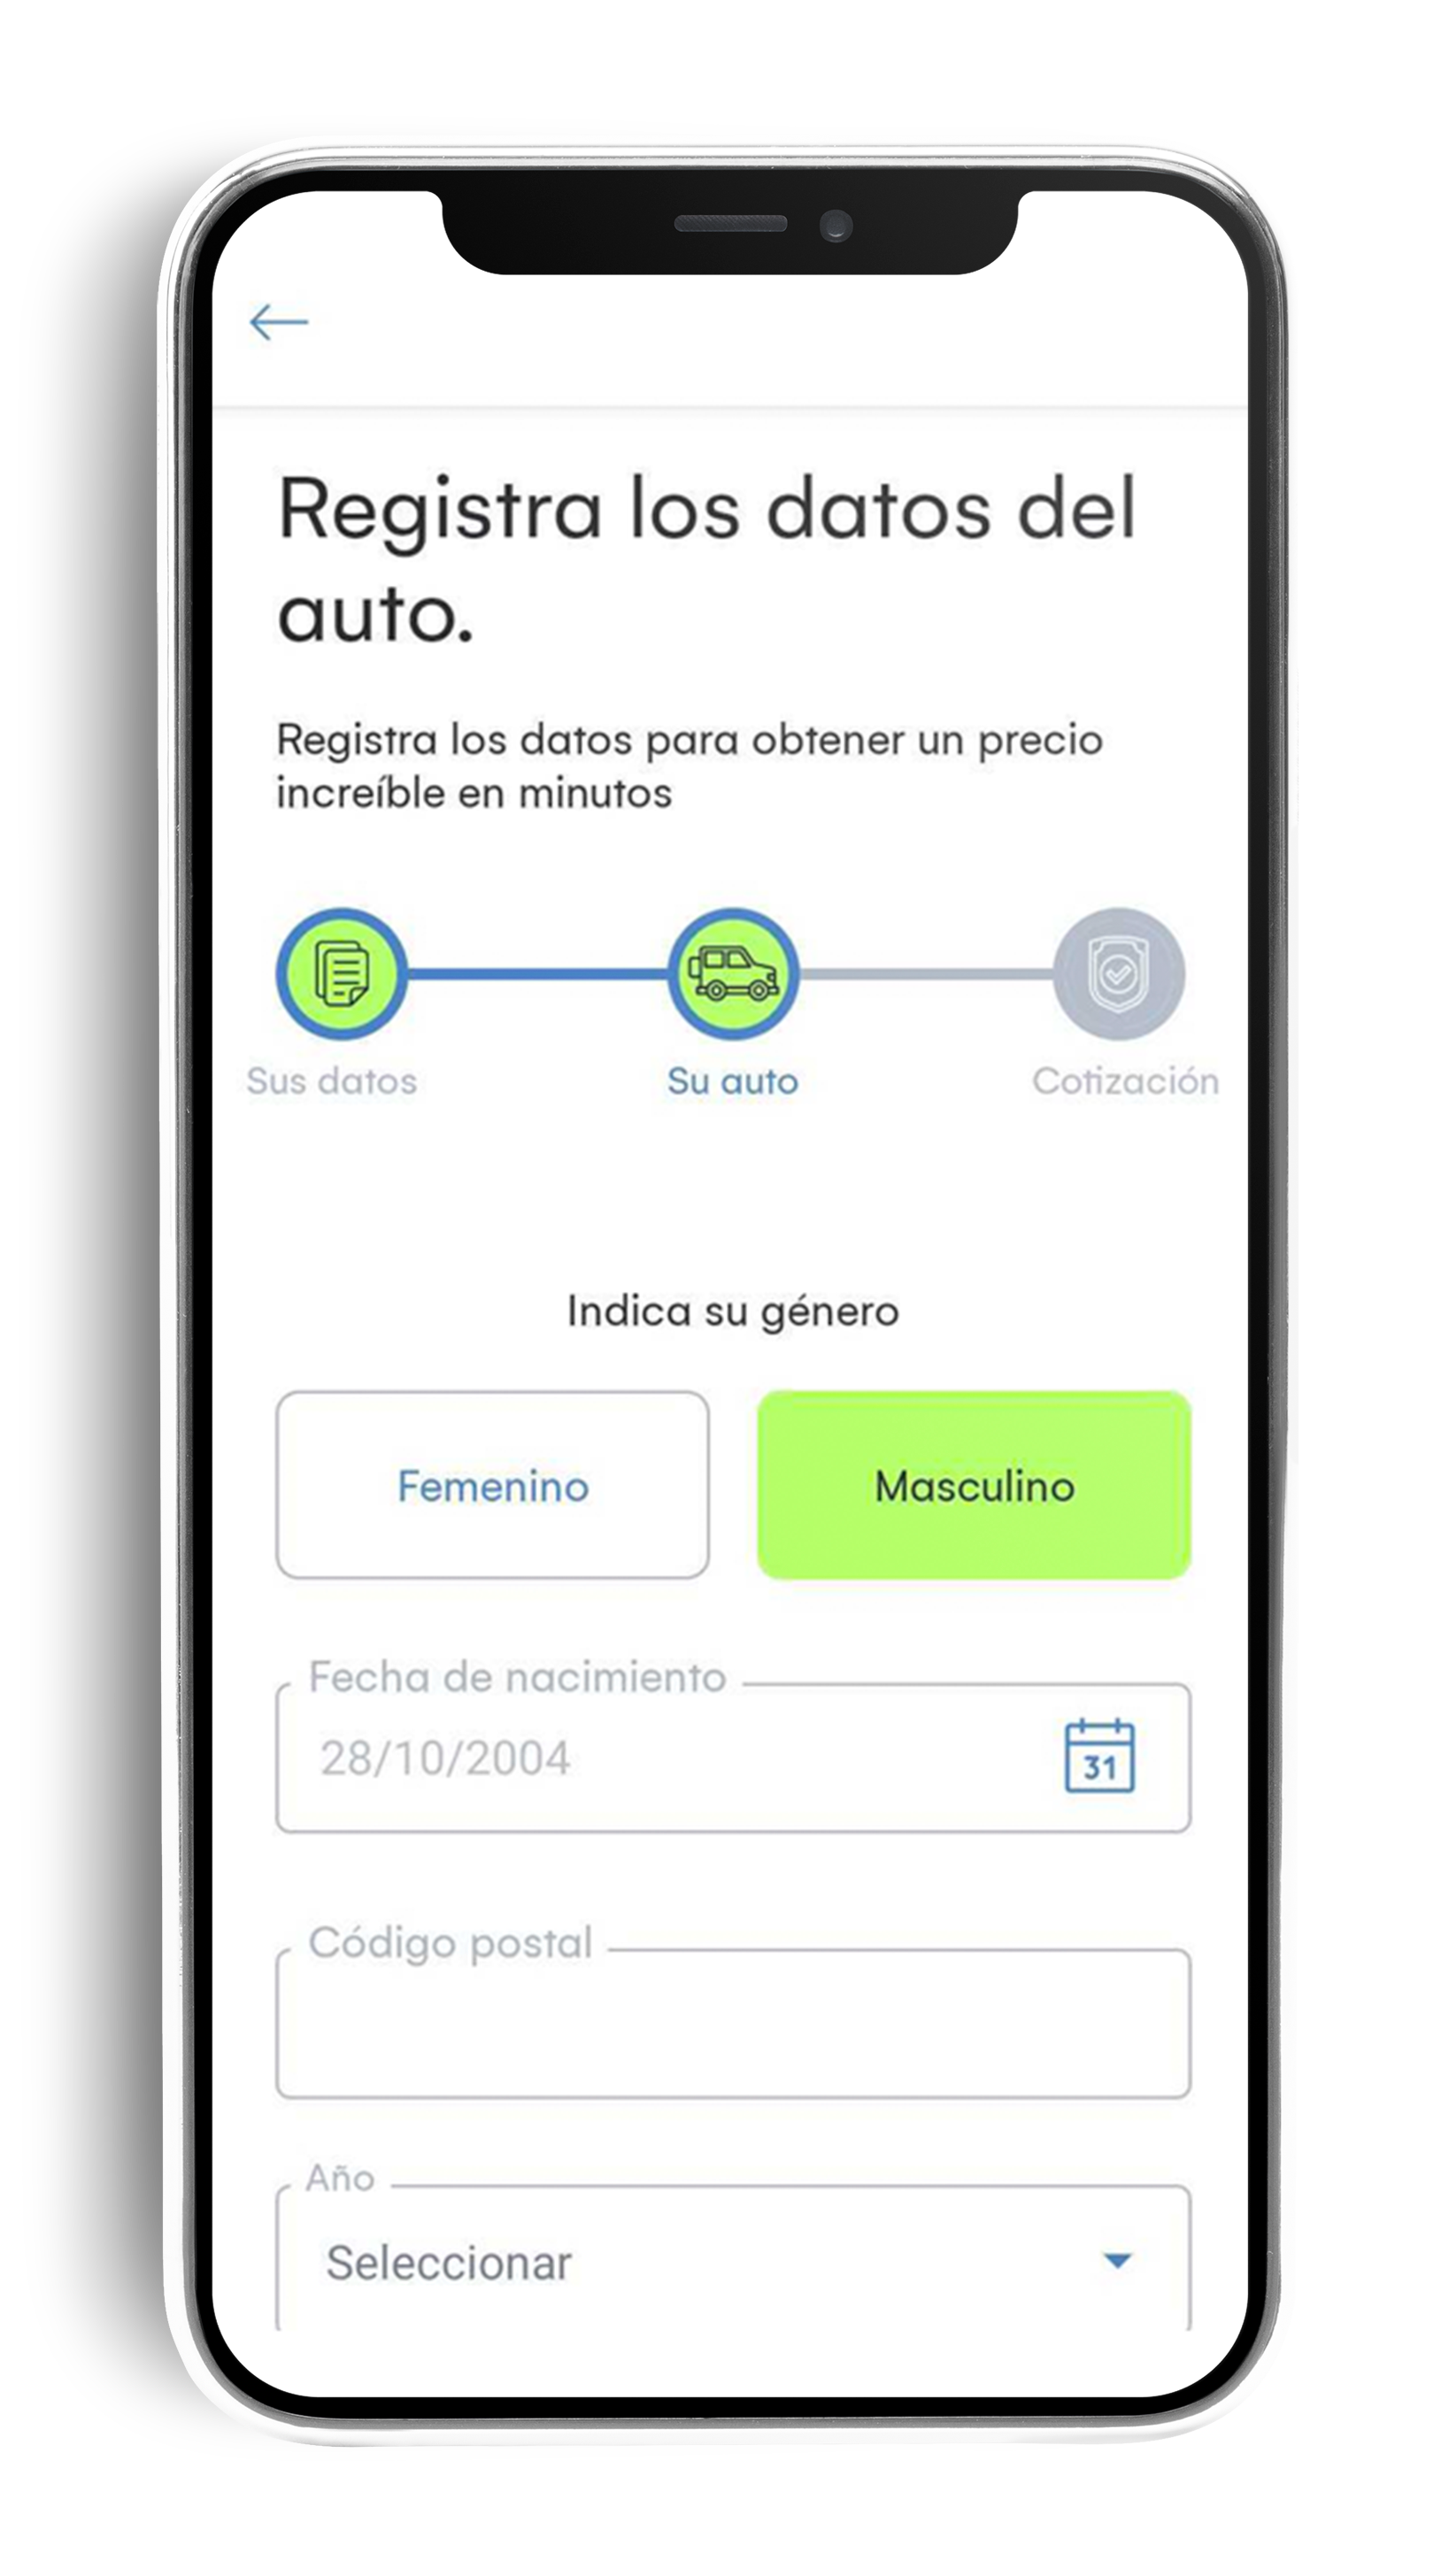 Registra los datos del
auto.
Registra los datos para obtener un precio
increíble en minutos
Sus datos
Su auto
Cotización
Indica su género
Femenino
Masculino
Fecha de nacimiento
28/10/2004
31
Código postal
Año
Seleccionar